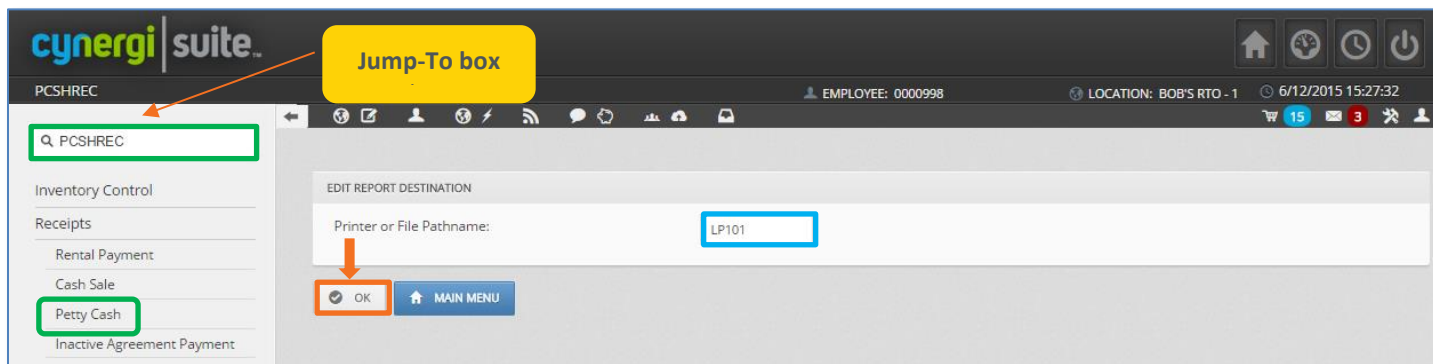 cynergi suite™
Jump-To box
PCSHREC
EMPLOYEE: 0000998
LOCATION: BOB'S RTO - 1
6/12/2015 15:27:32
PCSHREC
15
3
Inventory Control
Receipts
Rental Payment
Cash Sale
Petty Cash
Inactive Agreement Payment
EDIT REPORT DESTINATION
Printer or File Pathname:
LP101
OK
MAIN MENU